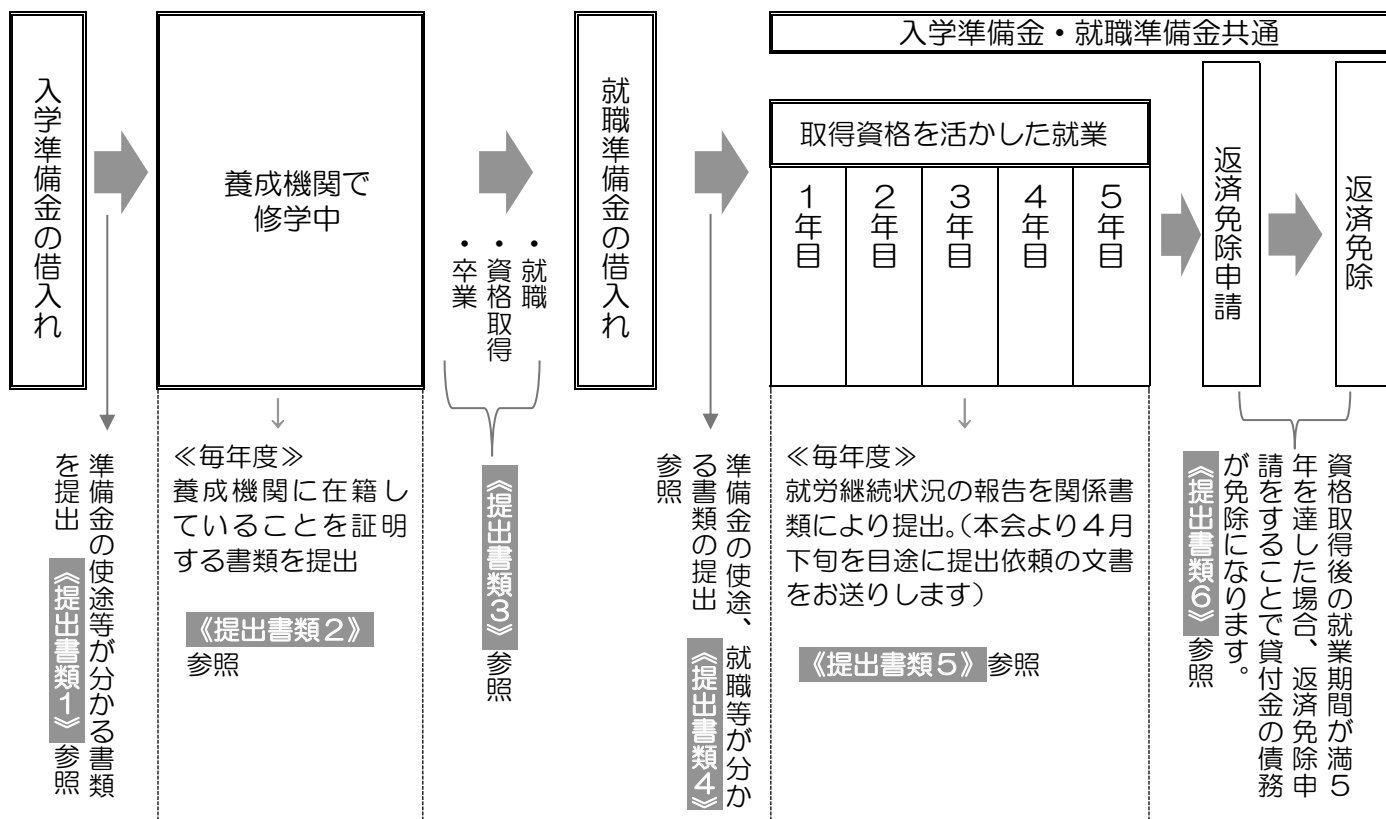 入学準備金の借入れ
養成機関で
修学中
・卒業
・資格取得
・就職
就職準備金の借入れ
入学準備金・就職準備金共通
取得資格を活かした就業
1年目
2年目
3年目
4年目
5年目
返済免除申請
返済免除
準備金の使途等が分かる書類
を提出 《提出書類1》参照
↓
≪毎年度≫
養成機関に在籍し
ていることを証明
する書類を提出
《提出書類2》
参照
《提出書類3》参照
準備金の使途、就職等が分か
る書類の提出 《提出書類4》
参照
↓
≪毎年度≫
就労継続状況の報告を関係書
類により提出。（本会より4月
下旬を目途に提出依頼の文書
をお送りします）
《提出書類5》参照
資格取得後の就業期間が満5
年を達した場合、返済免除申
請をすることで貸付金の債務
が免除になります。
《提出書類6》参照